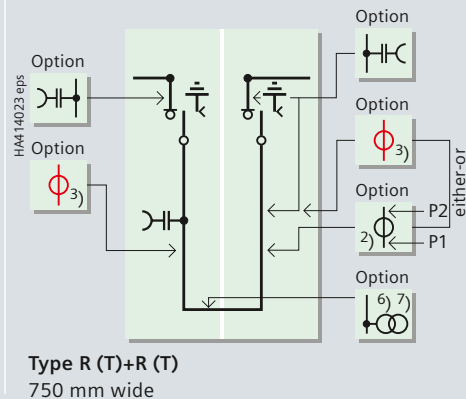 Option
Option
HA414023 eps
Option
Option
3)
3)
either-or
Option
P2
2)
P1
Option
6) 7)
Type R (T)+R (T)
750 mm wide